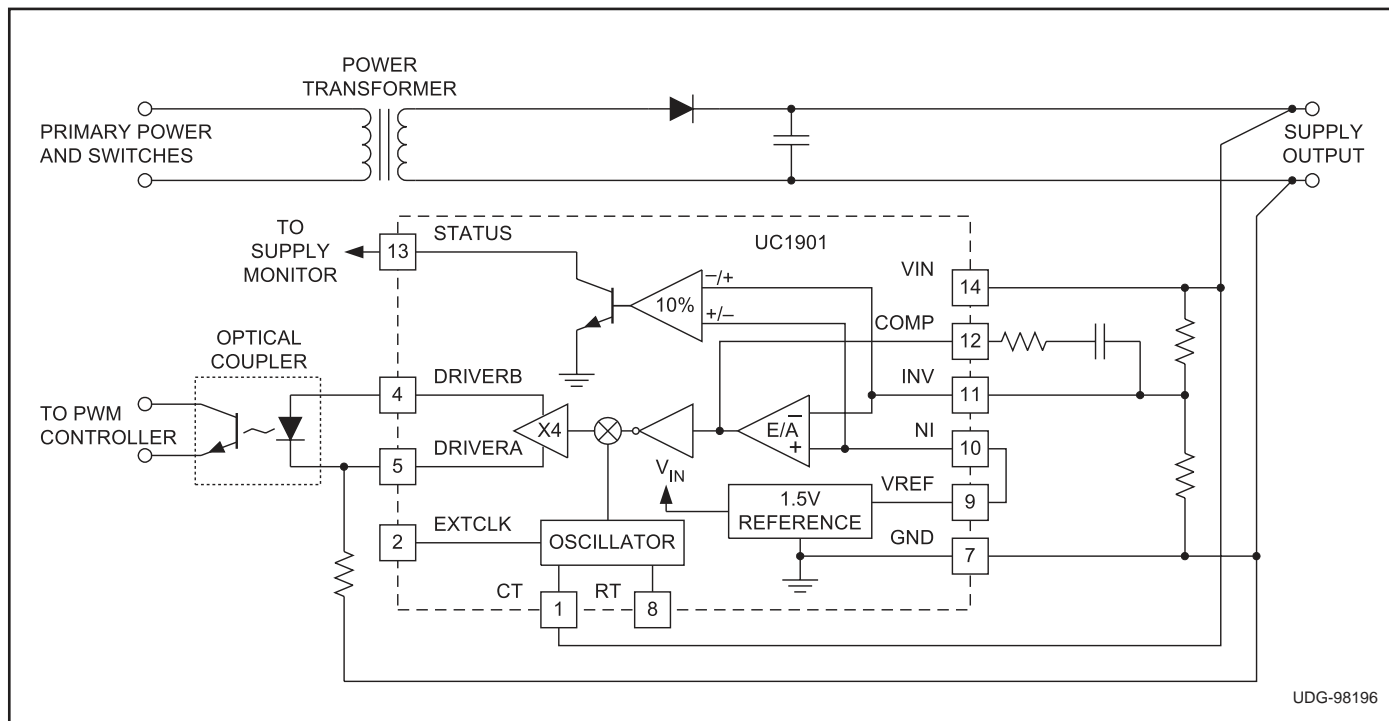 POWER
TRANSFORMER
PRIMARY POWER
AND SWITCHES
SUPPLY
OUTPUT
TO
SUPPLY
MONITOR
13
STATUS
UC1901
VIN
14
–/+
10%
+/–
COMP
12
OPTICAL
COUPLER
TO PWM
CONTROLLER
4
DRIVERB
INV
11
X4
E/A
–
+
NI
10
5
DRIVERA
VIN
1.5V
REFERENCE
VREF
9
2
EXTCLK
OSCILLATOR
GND
7
CT
1
RT
8
UDG-98196